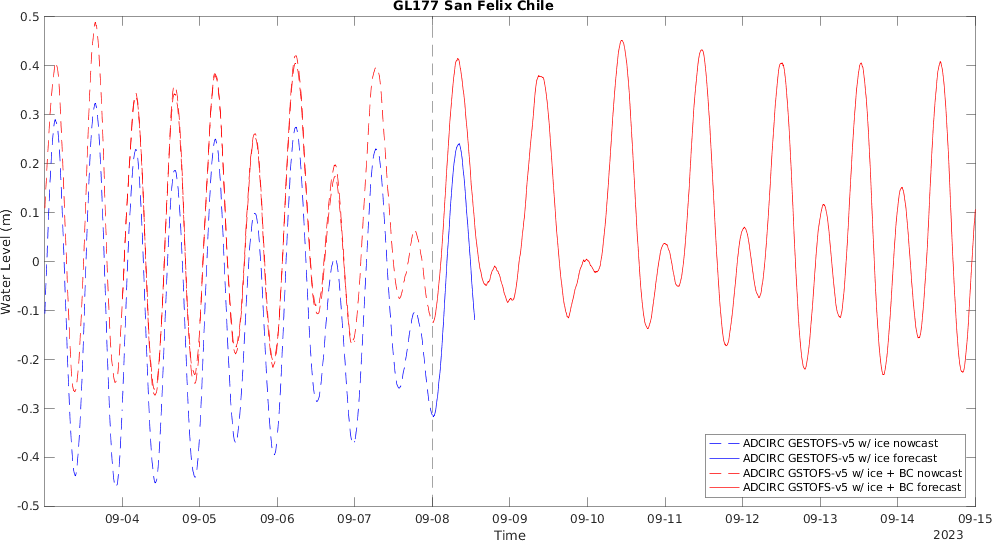 GL177 San Felix Chile
0.5
0.4
0.3
0.2
0.1
0
-0.1
-0.2
-0.3
-0.4
-0.5
Water Level (m)
ADCIRC GESTOFS-v5 w/ ice nowcast
ADCIRC GESTOFS-v5 w/ ice forecast
ADCIRC GSTOFS-v5 w/ ice + BC nowcast
ADCIRC GSTOFS-v5 w/ ice + BC forecast
09-04 09-05 09-06 09-07 09-08 09-09 09-10 09-11 09-12 09-13 09-14 09-15
Time
2023